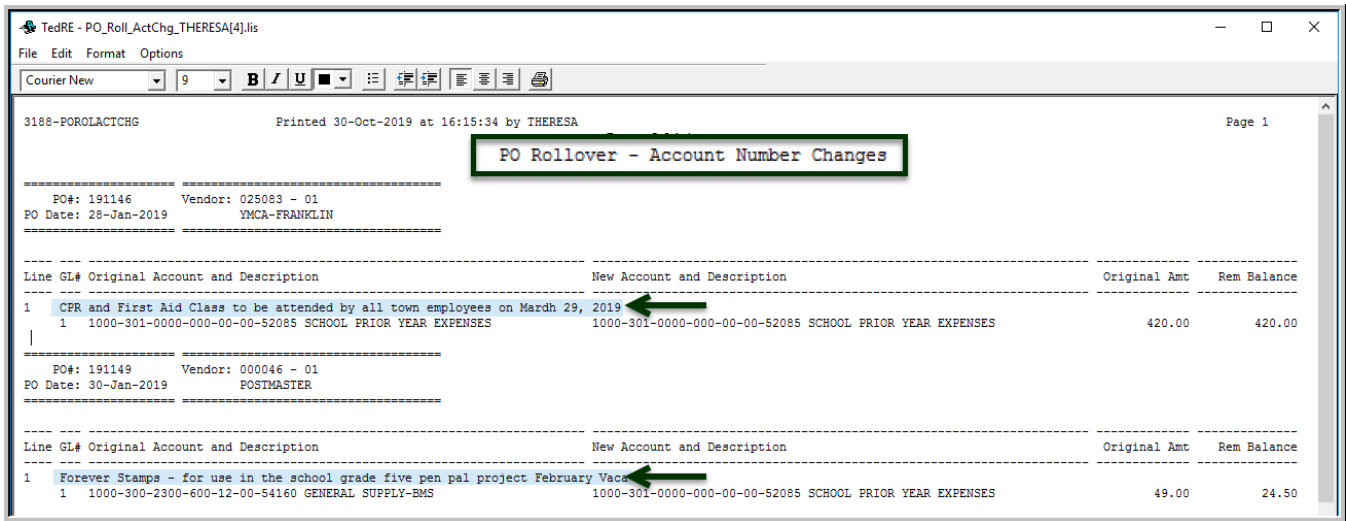 TedRE - PO_Roll_ActChg_THERESA[4].lis
File Edit Format Options
Courier New 9 B I U
3188-POROLACTCHG Printed 30-Oct-2019 at 16:15:34 by THERESA Page 1
PO Rollover - Account Number Changes
PO#: 191146 Vendor: 025083 - 01
PO Date: 28-Jan-2019 YMCA-FRANKLIN
Line GL# Original Account and Description New Account and Description Original Amt Rem Balance
1 CPR and First Aid Class to be attended by all town employees on Mardh 29, 2019
1 1000-301-0000-000-00-00-52085 SCHOOL PRIOR YEAR EXPENSES 1000-301-0000-000-00-00-52085 SCHOOL PRIOR YEAR EXPENSES 420.00 420.00
PO#: 191149 Vendor: 000046 - 01
PO Date: 30-Jan-2019 POSTMASTER
Line GL# Original Account and Description New Account and Description Original Amt Rem Balance
1 Forever Stamps - for use in the school grade five pen pal project February Vaca
1 1000-300-2300-600-12-00-54160 GENERAL SUPPLY-BMS 1000-301-0000-000-00-00-52085 SCHOOL PRIOR YEAR EXPENSES 49.00 24.50